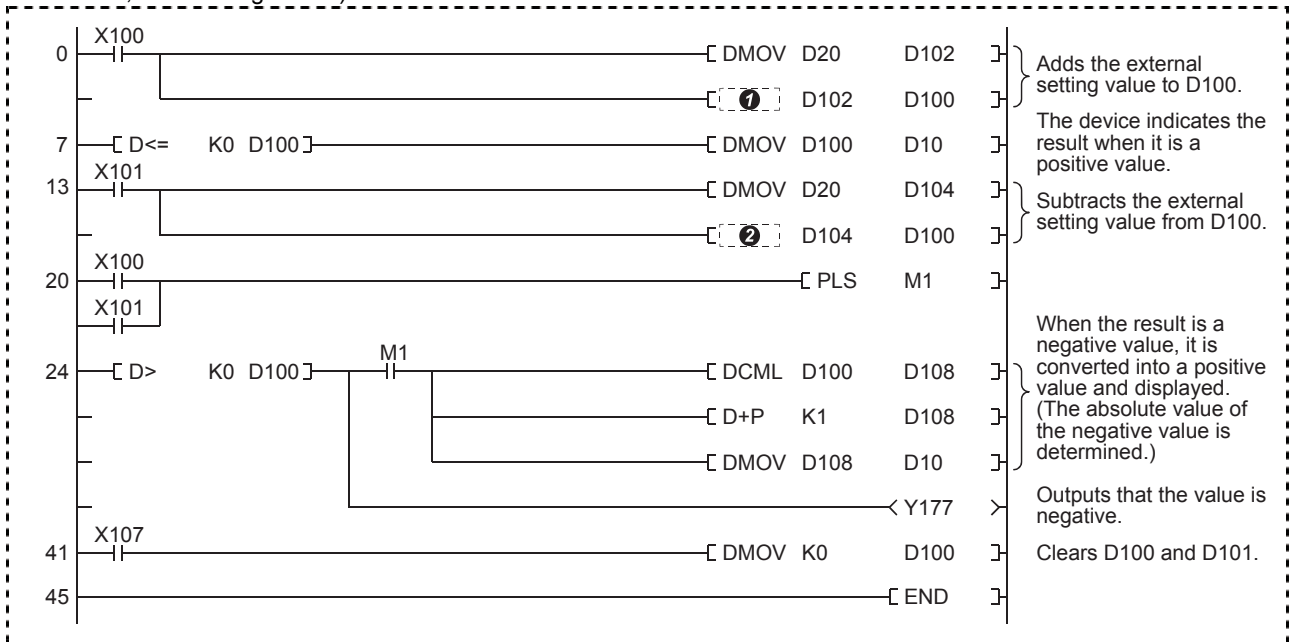 X100
0 DMOV D20 D102
Adds the external
setting value to D100.
1 D102 D100
7 D<= K0 D100 DMOV D100 D10
The device indicates the
result when it is a
positive value.
X101
13 DMOV D20 D104
Subtracts the external
setting value from D100.
2 D104 D100
X100
20 PLS M1
X101
24 D> K0 D100 M1 DCML D100 D108
D+P K1 D108
DMOV D108 D10
When the result is a
negative value, it is
converted into a positive
value and displayed.
(The absolute value of
the negative value is
determined.)
Y177
Outputs that the value is
negative.
X107
41 DMOV K0 D100
Clears D100 and D101.
45 END